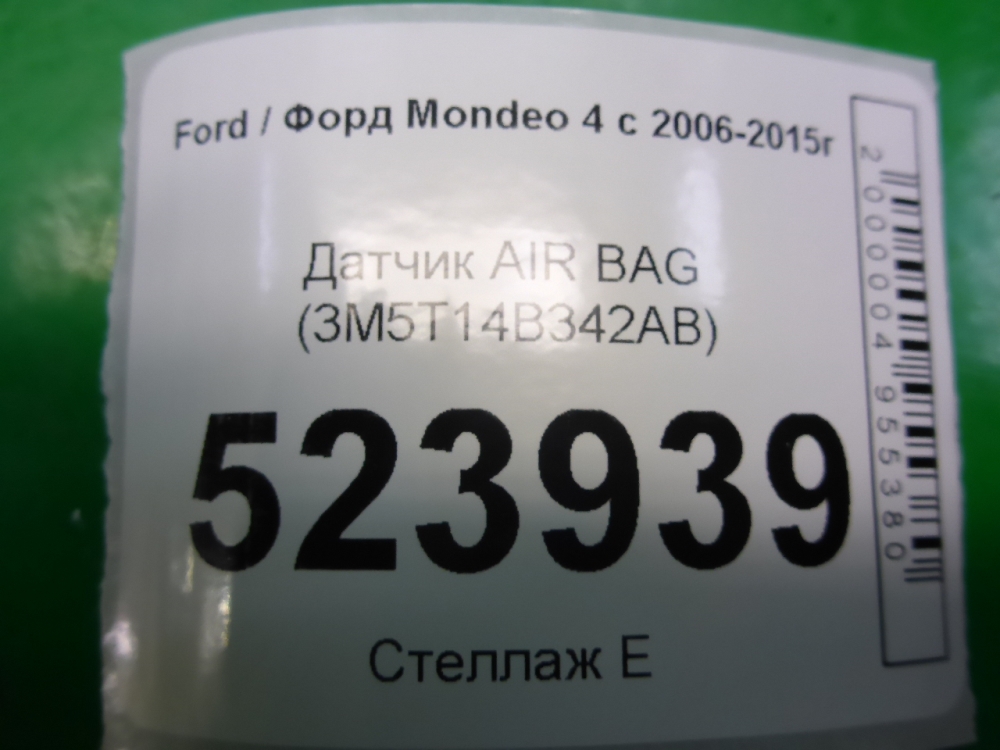 Ford / Форд Mondeo 4 с 2006-2015г
Датчик AIR BAG
(3M5T14B342AB)
523939
Стеллаж E
2000004955380